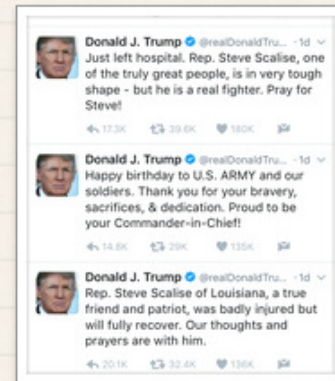 Donald J. Trump @realDonaldTru... · 1d
Just left hospital. Rep. Steve Scalise, one
of the truly great people, is in very tough
shape - but he is a real fighter. Pray for
Steve!
17.3K 39.6K 180K
Donald J. Trump @realDonaldTru... · 1d
Happy birthday to U.S. ARMY and our
soldiers. Thank you for your bravery,
sacrifices, & dedication. Proud to be
your Commander-in-Chief!
14.8K 29K 135K
Donald J. Trump @realDonaldTru... · 1d
Rep. Steve Scalise of Louisiana, a true
friend and patriot, was badly injured but
will fully recover. Our thoughts and
prayers are with him.
20.1K 32.4K 136K